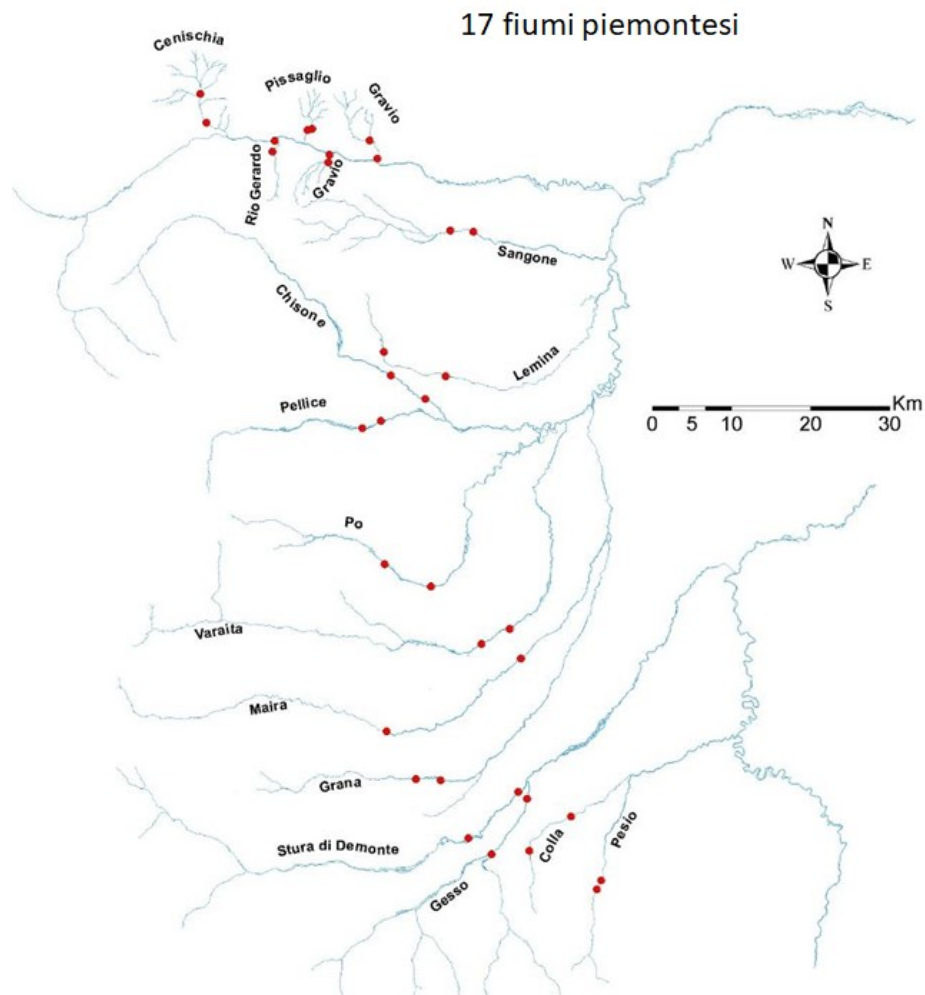 17 fiumi piemontesi
Cenischia
Pissaglio
Gravio
Rio Gerardo
Gravio
Sangone
N
W
E
S
Chisone
Lemina
Pellice
Km
0 5 10 20 30
Po
Varaita
Maira
Grana
Stura di Demonte
Colla
Pesio
Gesso